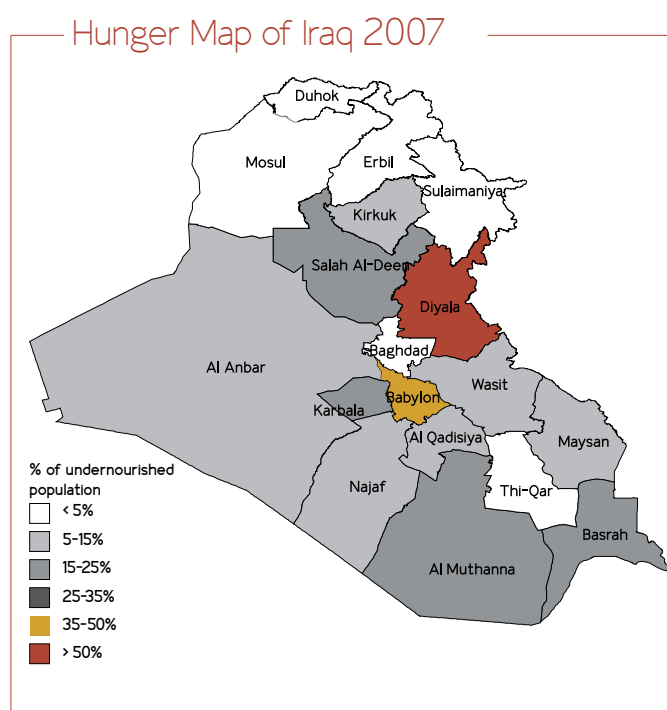 Hunger Map of Iraq 2007
Duhok
Mosul
Erbil
Sulaimaniya
Kirkuk
Salah Al-Deen
Diyala
Baghdad
Al Anbar
Wasit
Babylon
Karbala
Al Qadisiya
Maysan
Najaf
Thi-Qar
Basrah
Al Muthanna
% of undernourished
population
< 5%
5-15%
15-25%
25-35%
35-50%
> 50%